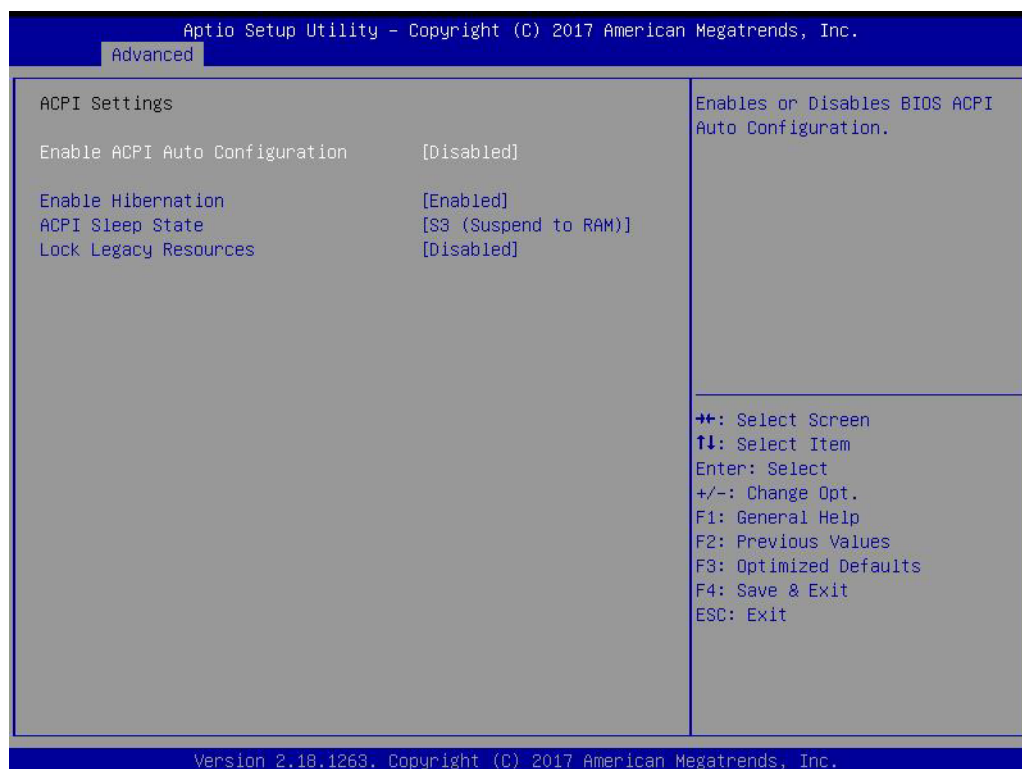 Aptio Setup Utility – Copyright (C) 2017 American Megatrends, Inc.
Advanced
ACPI Settings
Enable ACPI Auto Configuration [Disabled]
Enable Hibernation [Enabled]
ACPI Sleep State [S3 (Suspend to RAM)]
Lock Legacy Resources [Disabled]
Enables or Disables BIOS ACPI
Auto Configuration.
→←: Select Screen
↑↓: Select Item
Enter: Select
+/-: Change Opt.
F1: General Help
F2: Previous Values
F3: Optimized Defaults
F4: Save & Exit
ESC: Exit
Version 2.18.1263. Copyright (C) 2017 American Megatrends, Inc.